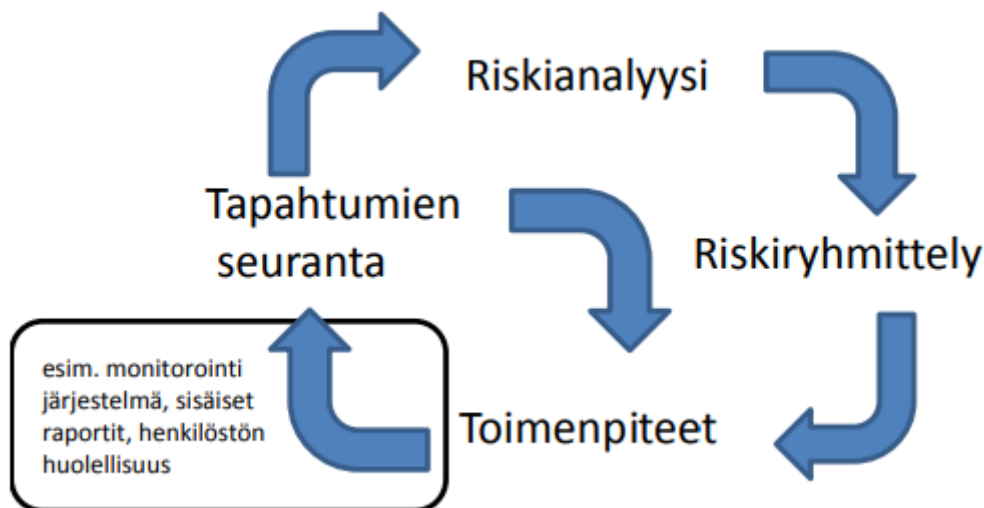 Riskianalyysi
Tapahtumien
seuranta
Riskiryhmittely
esim. monitorointi
järjestelmä, sisäiset
raportit, henkilöstön
huolellisuus
Toimenpiteet